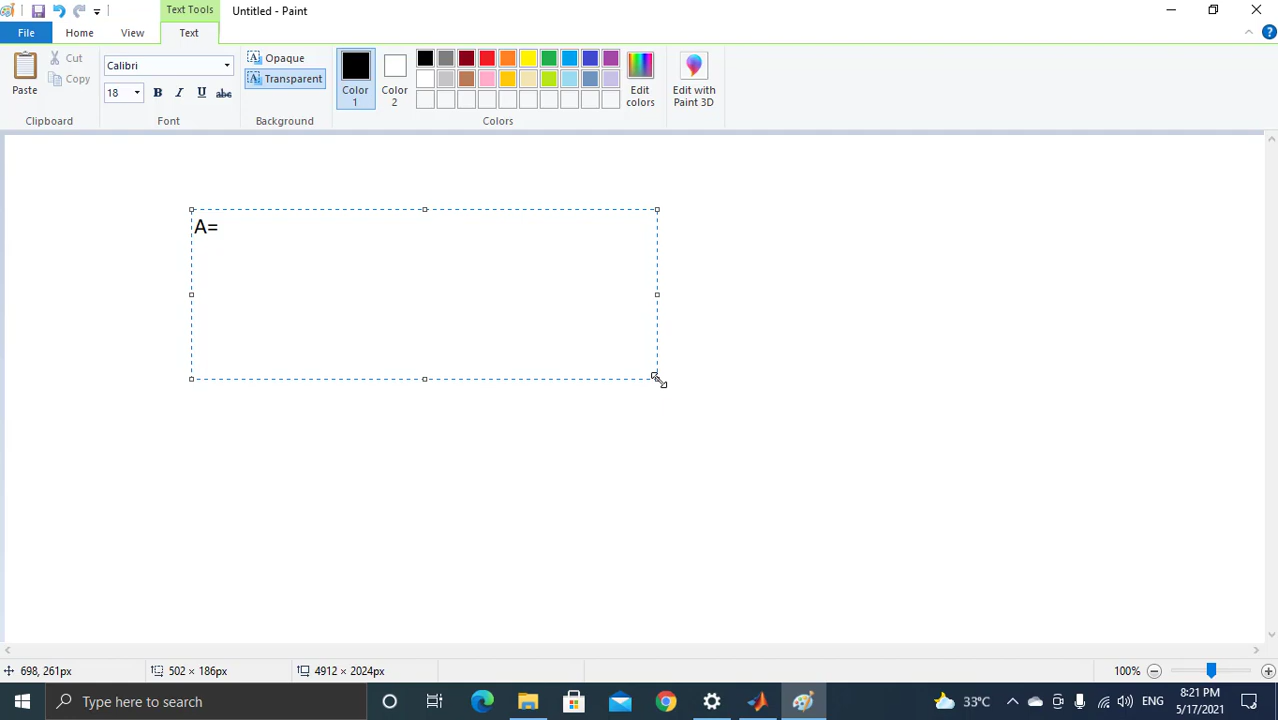 Text Tools
Untitled - Paint
File
Home
View
Text
Paste
Cut
Copy
Clipboard
Calibri
18
B I U abc
Font
Opaque
Transparent
Background
Color 1
Color 2
Colors
Edit colors
Edit with Paint 3D
A=
698, 261px
502 × 186px
4912 × 2024px
100%
Type here to search
33°C
ENG
8:21 PM
5/17/2021